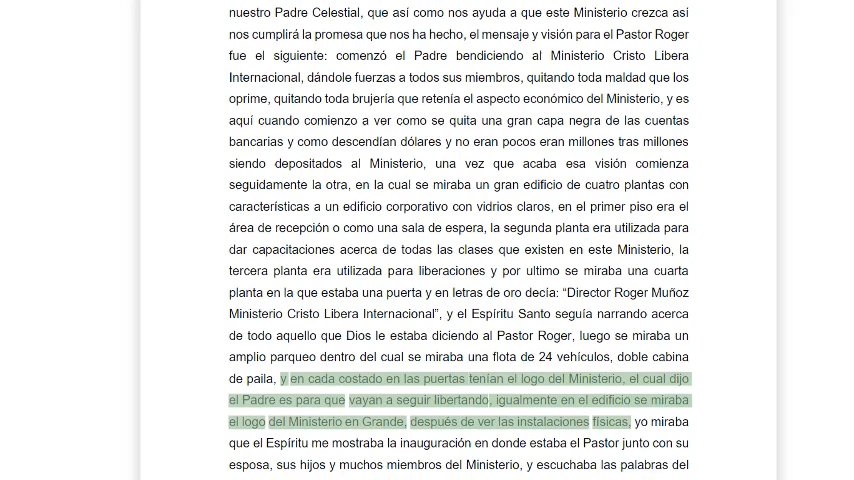 nuestro Padre Celestial, que así como nos ayuda a que este Ministerio crezca así
nos cumplirá la promesa que nos ha hecho, el mensaje y visión para el Pastor Roger
fue el siguiente: comenzó el Padre bendiciendo al Ministerio Cristo Libera
Internacional, dándole fuerzas a todos sus miembros, quitando toda maldad que los
oprime, quitando toda brujería que retenía el aspecto económico del Ministerio, y es
aquí cuando comienzo a ver como se quita una gran capa negra de las cuentas
bancarias y como descendían dólares y no eran pocos eran millones tras millones
siendo depositados al Ministerio, una vez que acaba esa visión comienza
seguidamente la otra, en la cual se miraba un gran edificio de cuatro plantas con
características a un edificio corporativo con vidrios claros, en el primer piso era el
área de recepción o como una sala de espera, la segunda planta era utilizada para
dar capacitaciones acerca de todas las clases que existen en este Ministerio, la
tercera planta era utilizada para liberaciones y por ultimo se miraba una cuarta
planta en la que estaba una puerta y en letras de oro decía: “Director Roger Muñoz
Ministerio Cristo Libera Internacional”, y el Espíritu Santo seguía narrando acerca
de todo aquello que Dios le estaba diciendo al Pastor Roger, luego se miraba un
amplio parqueo dentro del cual se miraba una flota de 24 vehículos, doble cabina
de paila, y en cada costado en las puertas tenían el logo del Ministerio, el cual dijo
el Padre es para que vayan a seguir libertando, igualmente en el edificio se miraba
el logo del Ministerio en Grande, después de ver las instalaciones físicas, yo miraba
que el Espíritu me mostraba la inauguración en donde estaba el Pastor junto con su
esposa, sus hijos y muchos miembros del Ministerio, y escuchaba las palabras del